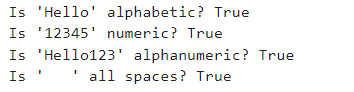 Is 'Hello' alphabetic? True
Is '12345' numeric? True
Is 'Hello123' alphanumeric? True
Is '   ' all spaces? True